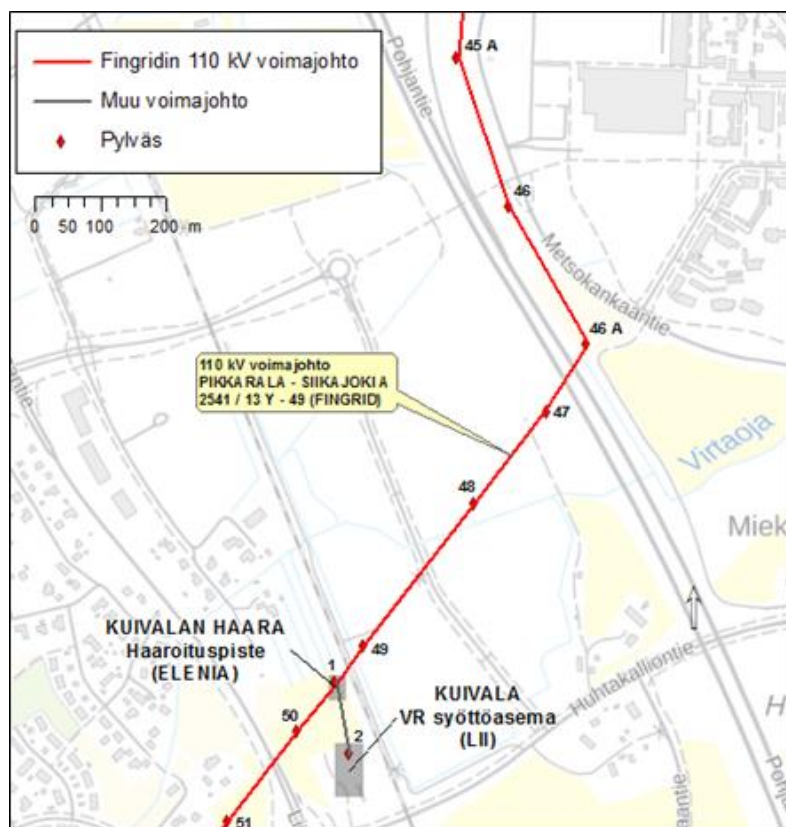 Fingridin 110 kV voimajohto
Muu voimajohto
Pylväs
0 50 100 200 m
Pohjantie
45 A
46
Metsokankaantie
46 A
110 kV voimajohto
PIKKARALA - SIIKAJOKIA
2541 / 13 Y - 49 (FINGRID)
47
Virtaoja
48
Miek
KUIVALAN HAARA
Haaroituspiste
(ELENIA)
49
1
KUIVALA
VR syöttöasema
(LII)
Huhtakalliontie
50
2
H
51